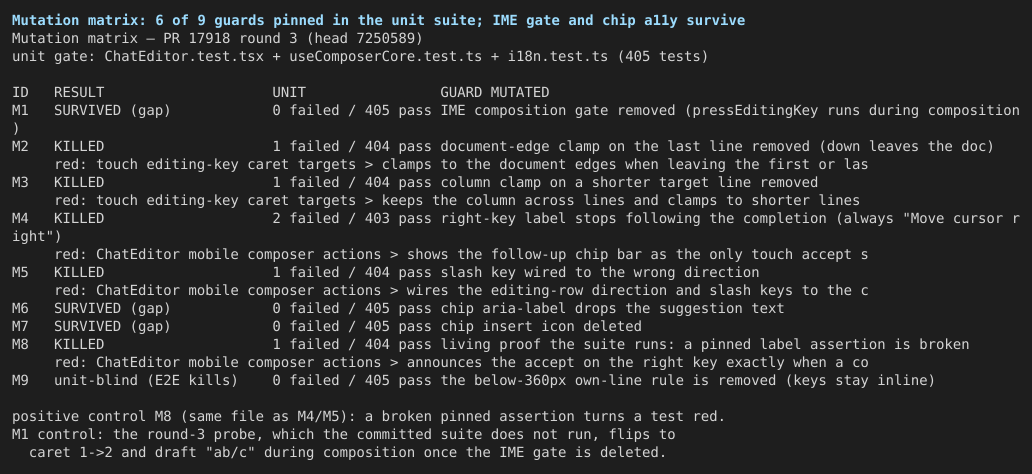 Mutation matrix: 6 of 9 guards pinned in the unit suite; IME gate and chip a11y survive
Mutation matrix — PR 17918 round 3 (head 7250589)
unit gate: ChatEditor.test.tsx + useComposerCore.test.ts + i18n.test.ts (405 tests)
ID   RESULT                     UNIT                 GUARD MUTATED
M1   SURVIVED (gap)             0 failed / 405 pass IME composition gate removed (pressEditingKey runs during composition
)
M2   KILLED                     1 failed / 404 pass document-edge clamp on the last line removed (down leaves the doc)
     red: touch editing-key caret targets > clamps to the document edges when leaving the first or las
M3   KILLED                     1 failed / 404 pass column clamp on a shorter target line removed
     red: touch editing-key caret targets > keeps the column across lines and clamps to shorter lines
M4   KILLED                     2 failed / 403 pass right-key label stops following the completion (always "Move cursor r
ight")
     red: ChatEditor mobile composer actions > shows the follow-up chip bar as the only touch accept s
M5   KILLED                     1 failed / 404 pass slash key wired to the wrong direction
     red: ChatEditor mobile composer actions > wires the editing-row direction and slash keys to the c
M6   SURVIVED (gap)             0 failed / 405 pass chip aria-label drops the suggestion text
M7   SURVIVED (gap)             0 failed / 405 pass chip insert icon deleted
M8   KILLED                     1 failed / 404 pass living proof the suite runs: a pinned label assertion is broken
     red: ChatEditor mobile composer actions > announces the accept on the right key exactly when a co
M9   unit-blind (E2E kills)     0 failed / 405 pass the below-360px own-line rule is removed (keys stay inline)
positive control M8 (same file as M4/M5): a broken pinned assertion turns a test red.
M1 control: the round-3 probe, which the committed suite does not run, flips to
  caret 1->2 and draft "ab/c" during composition once the IME gate is deleted.